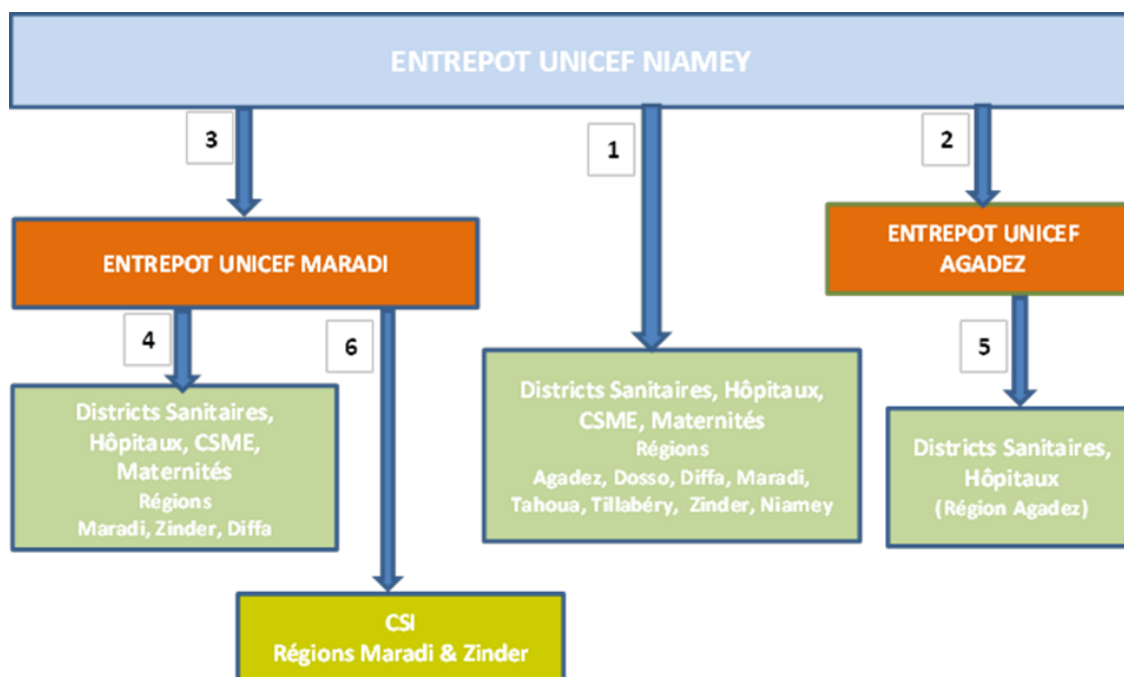 ENTREPOT UNICEF NIAMEY
3
1
2
ENTREPOT UNICEF MARADI
ENTREPOT UNICEF
AGADEZ
4
6
5
Districts Sanitaires,
Hôpitaux, CSME,
Maternités
Régions
Maradi, Zinder, Diffa
Districts Sanitaires, Hôpitaux,
CSME, Maternités
Régions
Agadez, Dosso, Diffa, Maradi,
Tahoua, Tillabéry, Zinder, Niamey
Districts Sanitaires,
Hôpitaux
(Région Agadez)
CSI
Régions Maradi & Zinder